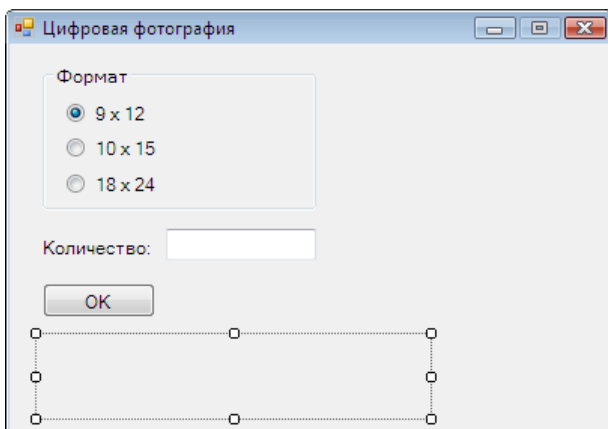 Цифровая фотография
Формат
9 x 12
10 x 15
18 x 24
Количество:
OK